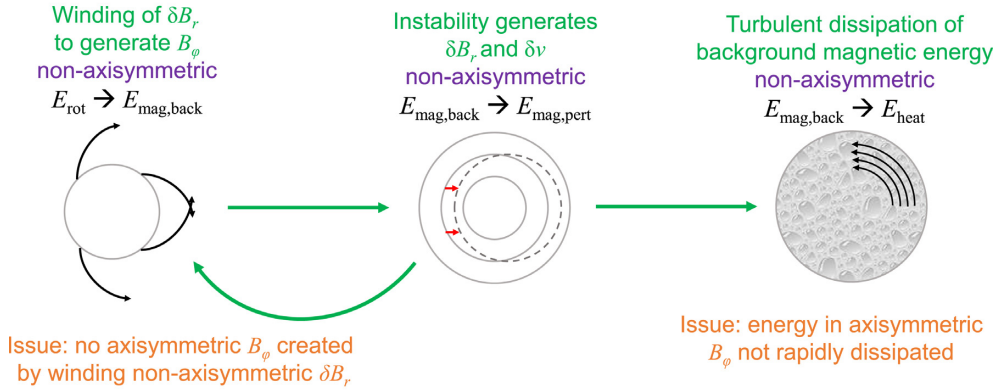 Winding of δB_r
to generate B_φ
non-axisymmetric
E_rot → E_mag,back
Instability generates
δB_r and δv
non-axisymmetric
E_mag,back → E_mag,pert
Turbulent dissipation of
background magnetic energy
non-axisymmetric
E_mag,back → E_heat
Issue: no axisymmetric B_φ created
by winding non-axisymmetric δB_r
Issue: energy in axisymmetric
B_φ not rapidly dissipated